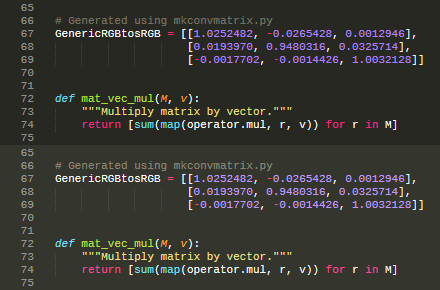 65
66 # Generated using mkconvmatrix.py
67 GenericRGBtosRGB = [[1.0252482, -0.0265428, 0.0012946],
68 [0.0193970, 0.9480316, 0.0325714],
69 [-0.0017702, -0.0014426, 1.0032128]]
70
71
72 def mat_vec_mul(M, v):
73 """Multiply matrix by vector."""
74 return [sum(map(operator.mul, r, v)) for r in M]
75
65
66 # Generated using mkconvmatrix.py
67 GenericRGBtosRGB = [[1.0252482, -0.0265428, 0.0012946],
68 [0.0193970, 0.9480316, 0.0325714],
69 [-0.0017702, -0.0014426, 1.0032128]]
70
71
72 def mat_vec_mul(M, v):
73 """Multiply matrix by vector."""
74 return [sum(map(operator.mul, r, v)) for r in M]
75